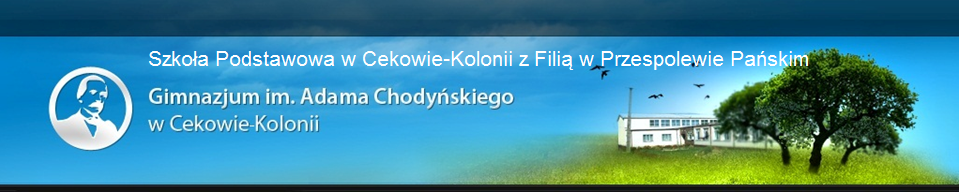 Szkoła Podstawowa w Cekowie-Kolonii z Filią w Przespolewie Pańskim
Gimnazjum im. Adama Chodyńskiego
w Cekowie-Kolonii